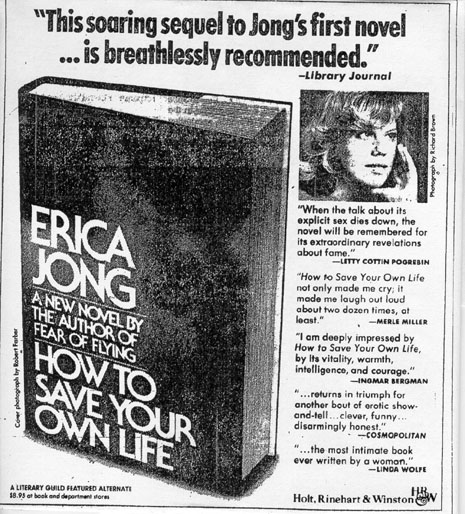 "This soaring sequel to Jong's first novel
... is breathlessly recommended."
—Library Journal
ERICA
JONG
A NEW NOVEL BY
THE AUTHOR OF
FEAR OF FLYING
HOW TO
SAVE YOUR
OWN LIFE
Cover photograph by Robert Farber
Photograph by Richard Brown
"When the talk about its
explicit sex dies down, the
novel will be remembered for
its extraordinary revelations
about fame."
—LETTY COTTIN POGREBIN
"How to Save Your Own Life
not only made me cry; it
made me laugh out loud
about two dozen times, at
least."
—MERLE MILLER
"I am deeply impressed by
How to Save Your Own Life,
by its vitality, warmth,
intelligence, and courage."
—INGMAR BERGMAN
"...returns in triumph for
another bout of erotic show-
and-tell...clever, funny...
disarmingly honest."
—COSMOPOLITAN
"...the most intimate book
ever written by a woman."
—LINDA WOLFE
A LITERARY GUILD FEATURED ALTERNATE
$8.95 at book and department stores
HR
&W
Holt, Rinehart & Winston